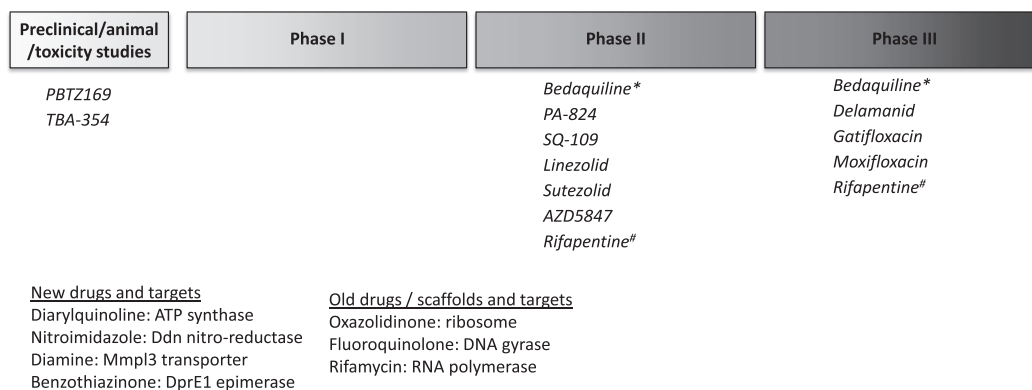 Preclinical/animal
/toxicity studies
Phase I
Phase II
Phase III
PBTZ169
TBA-354
Bedaquiline*
PA-824
SQ-109
Linezolid
Sutezolid
AZD5847
Rifapentine#
Bedaquiline*
Delamanid
Gatifloxacin
Moxifloxacin
Rifapentine#
New drugs and targets
Diarylquinoline: ATP synthase
Nitroimidazole: Ddn nitro-reductase
Diamine: Mmpl3 transporter
Benzothiazinone: DprE1 epimerase
Old drugs / scaffolds and targets
Oxazolidinone: ribosome
Fluoroquinolone: DNA gyrase
Rifamycin: RNA polymerase